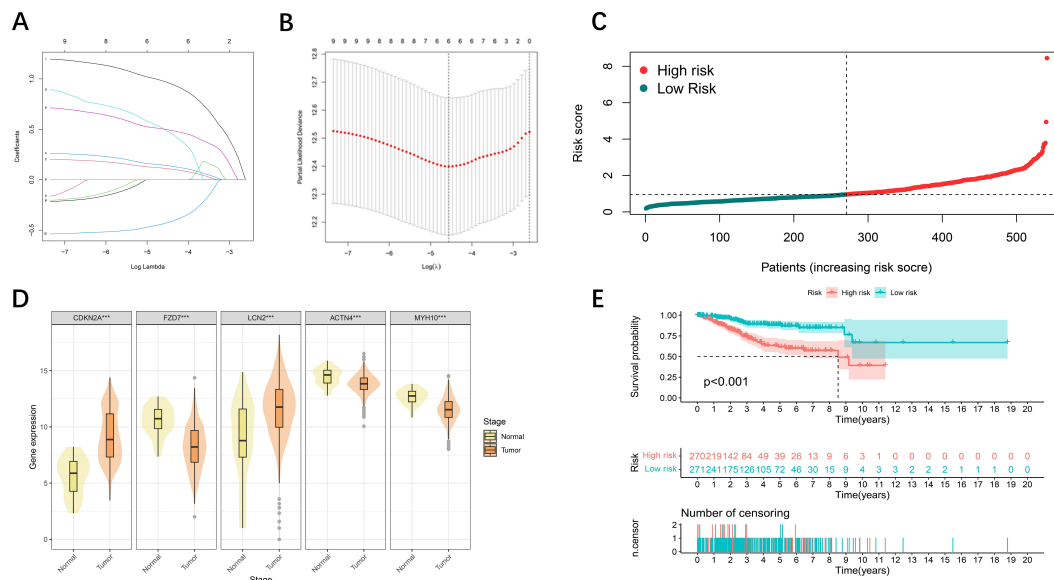 A
9 8 6 6 2
1.0
0.5
0.0
−0.5
Coefficients
−7 −6 −5 −4 −3
Log Lambda
B
9 9 9 9 9 8 8 8 8 6 6 6 7 6 6 3 2 0
12.8
12.7
12.6
12.5
12.4
12.3
12.2
Partial Likelihood Deviance
−7 −6 −5 −4 −3
Log(λ)
C
High risk
Low Risk
8
6
4
2
0
Risk score
0 100 200 300 400 500
Patients (increasing risk socre)
D
CDKN2A*** FZD7*** LCN2*** ACTN4*** MYH10***
15
10
5
0
Gene expression
Stage
Normal
Tumor
Normal Tumor Normal Tumor Normal Tumor Normal Tumor Normal Tumor
Stage
E
Risk High risk Low risk
1.00
0.75
0.50
0.25
0.00
Survival probability
p<0.001
0 1 2 3 4 5 6 7 8 9 10 11 12 13 14 15 16 17 18 19 20
Time(years)
Risk
High risk 270 219 142 84 49 39 26 13 9 6 3 1 0 0 0 0 0 0 0 0 0
Low risk 271 241 175 126 105 72 46 30 15 9 4 3 3 2 2 2 1 1 1 0 0
0 1 2 3 4 5 6 7 8 9 10 11 12 13 14 15 16 17 18 19 20
Time(years)
Number of censoring
2
1
0
n.censor
0 1 2 3 4 5 6 7 8 9 10 11 12 13 14 15 16 17 18 19 20
Time(years)